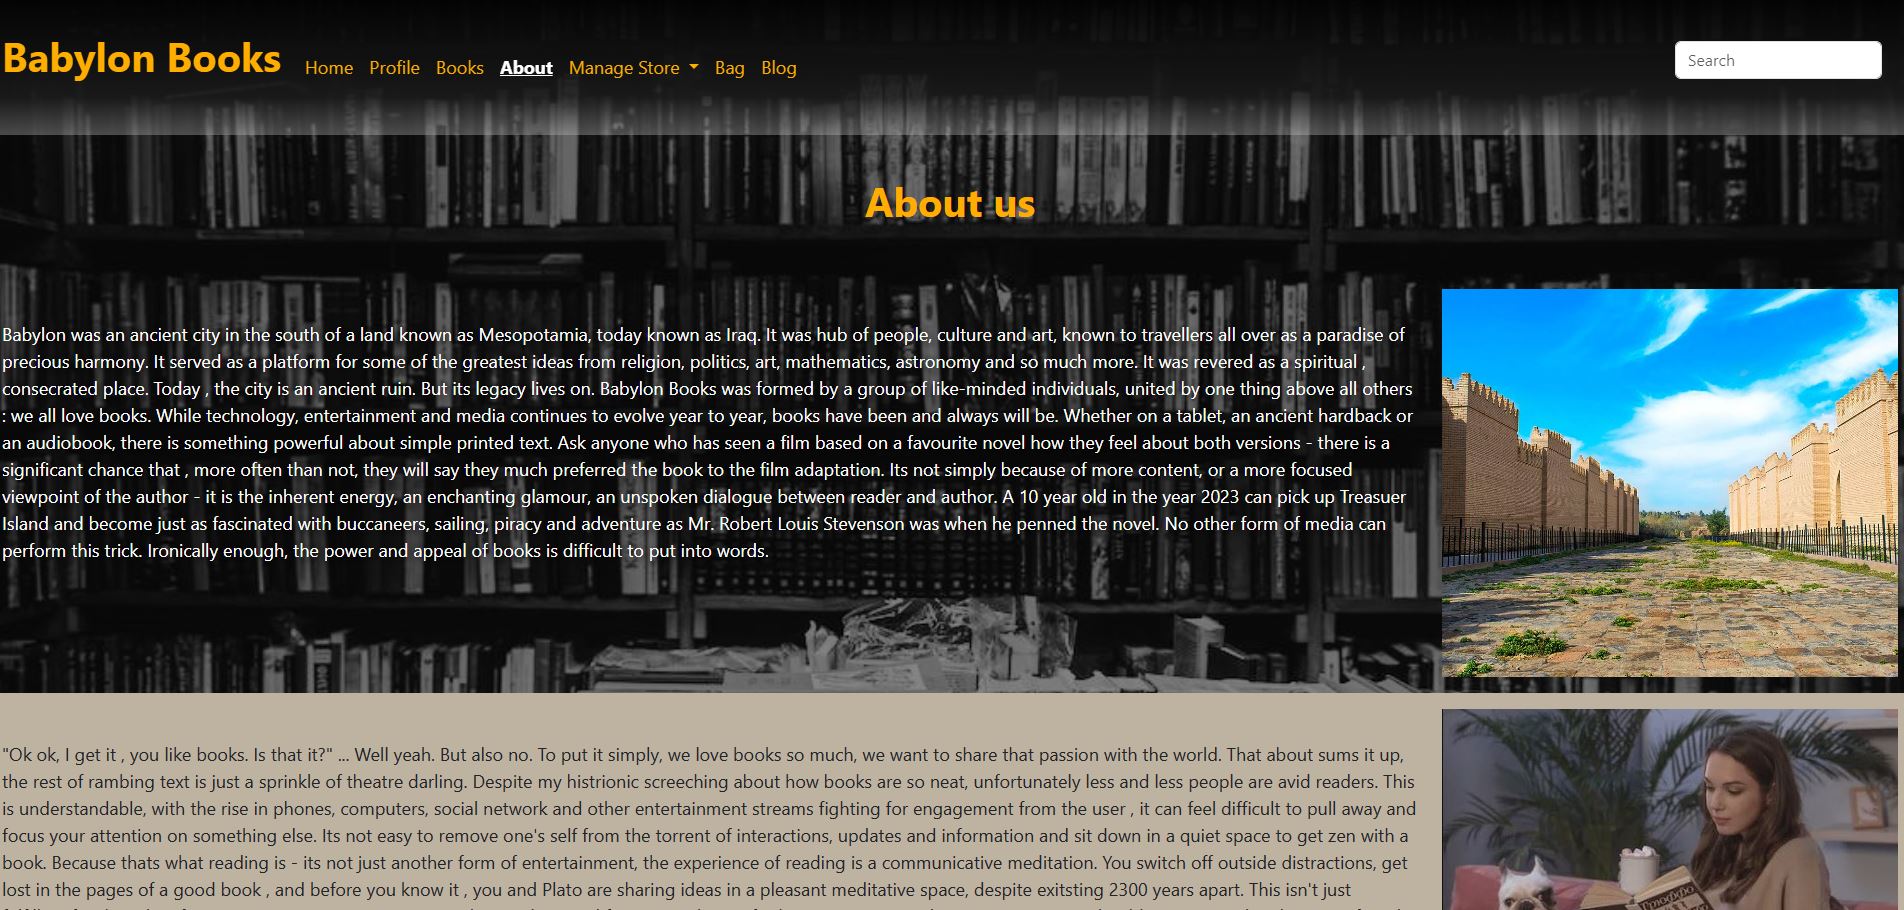 Babylon Books
Home Profile Books About Manage Store Bag Blog
Search
About us
Babylon was an ancient city in the south of a land known as Mesopotamia, today known as Iraq. It was hub of people, culture and art, known to travellers all over as a paradise of
precious harmony. It served as a platform for some of the greatest ideas from religion, politics, art, mathematics, astronomy and so much more. It was revered as a spiritual ,
consecrated place. Today , the city is an ancient ruin. But its legacy lives on. Babylon Books was formed by a group of like-minded individuals, united by one thing above all others
: we all love books. While technology, entertainment and media continues to evolve year to year, books have been and always will be. Whether on a tablet, an ancient hardback or
an audiobook, there is something powerful about simple printed text. Ask anyone who has seen a film based on a favourite novel how they feel about both versions - there is a
significant chance that , more often than not, they will say they much preferred the book to the film adaptation. Its not simply because of more content, or a more focused
viewpoint of the author - it is the inherent energy, an enchanting glamour, an unspoken dialogue between reader and author. A 10 year old in the year 2023 can pick up Treasuer
Island and become just as fascinated with buccaneers, sailing, piracy and adventure as Mr. Robert Louis Stevenson was when he penned the novel. No other form of media can
perform this trick. Ironically enough, the power and appeal of books is difficult to put into words.
"Ok ok, I get it , you like books. Is that it?" ... Well yeah. But also no. To put it simply, we love books so much, we want to share that passion with the world. That about sums it up,
the rest of rambing text is just a sprinkle of theatre darling. Despite my histrionic screeching about how books are so neat, unfortunately less and less people are avid readers. This
is understandable, with the rise in phones, computers, social network and other entertainment streams fighting for engagement from the user , it can feel difficult to pull away and
focus your attention on something else. Its not easy to remove one's self from the torrent of interactions, updates and information and sit down in a quiet space to get zen with a
book. Because thats what reading is - its not just another form of entertainment, the experience of reading is a communicative meditation. You switch off outside distractions, get
lost in the pages of a good book , and before you know it , you and Plato are sharing ideas in a pleasant meditative space, despite exitsting 2300 years apart. This isn't just